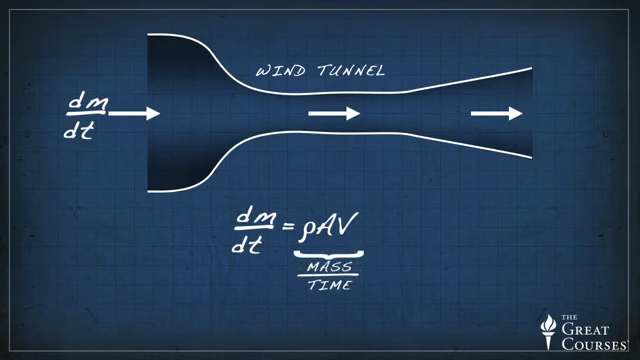 WIND TUNNEL
dm
dt
dm
dt
= ρAV
MASS
TIME
THE
GREAT
COURSES